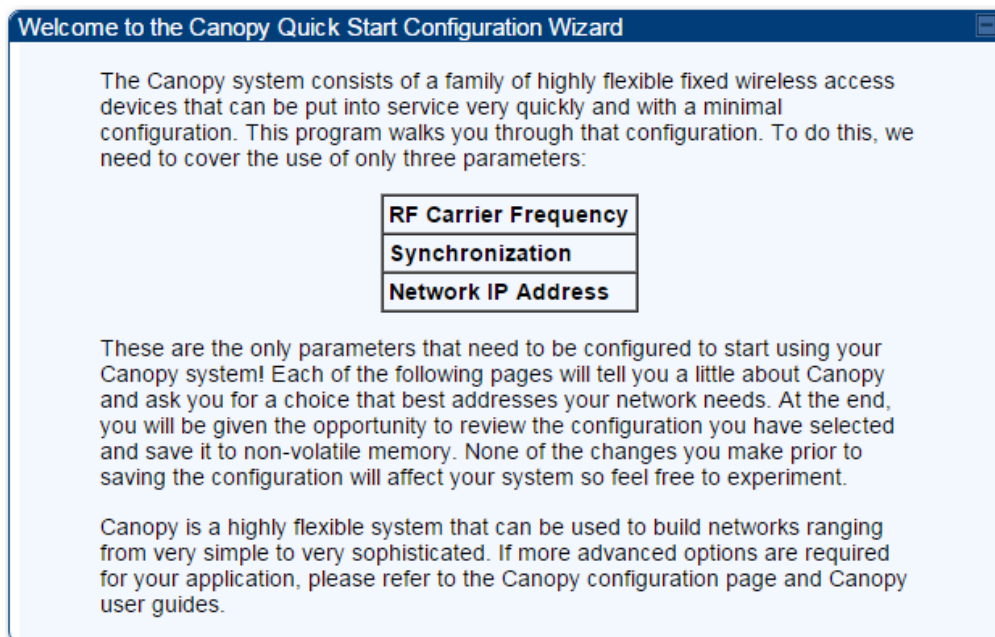 Welcome to the Canopy Quick Start Configuration Wizard
The Canopy system consists of a family of highly flexible fixed wireless access
devices that can be put into service very quickly and with a minimal
configuration. This program walks you through that configuration. To do this, we
need to cover the use of only three parameters:
RF Carrier Frequency
Synchronization
Network IP Address
These are the only parameters that need to be configured to start using your
Canopy system! Each of the following pages will tell you a little about Canopy
and ask you for a choice that best addresses your network needs. At the end,
you will be given the opportunity to review the configuration you have selected
and save it to non-volatile memory. None of the changes you make prior to
saving the configuration will affect your system so feel free to experiment.
Canopy is a highly flexible system that can be used to build networks ranging
from very simple to very sophisticated. If more advanced options are required
for your application, please refer to the Canopy configuration page and Canopy
user guides.